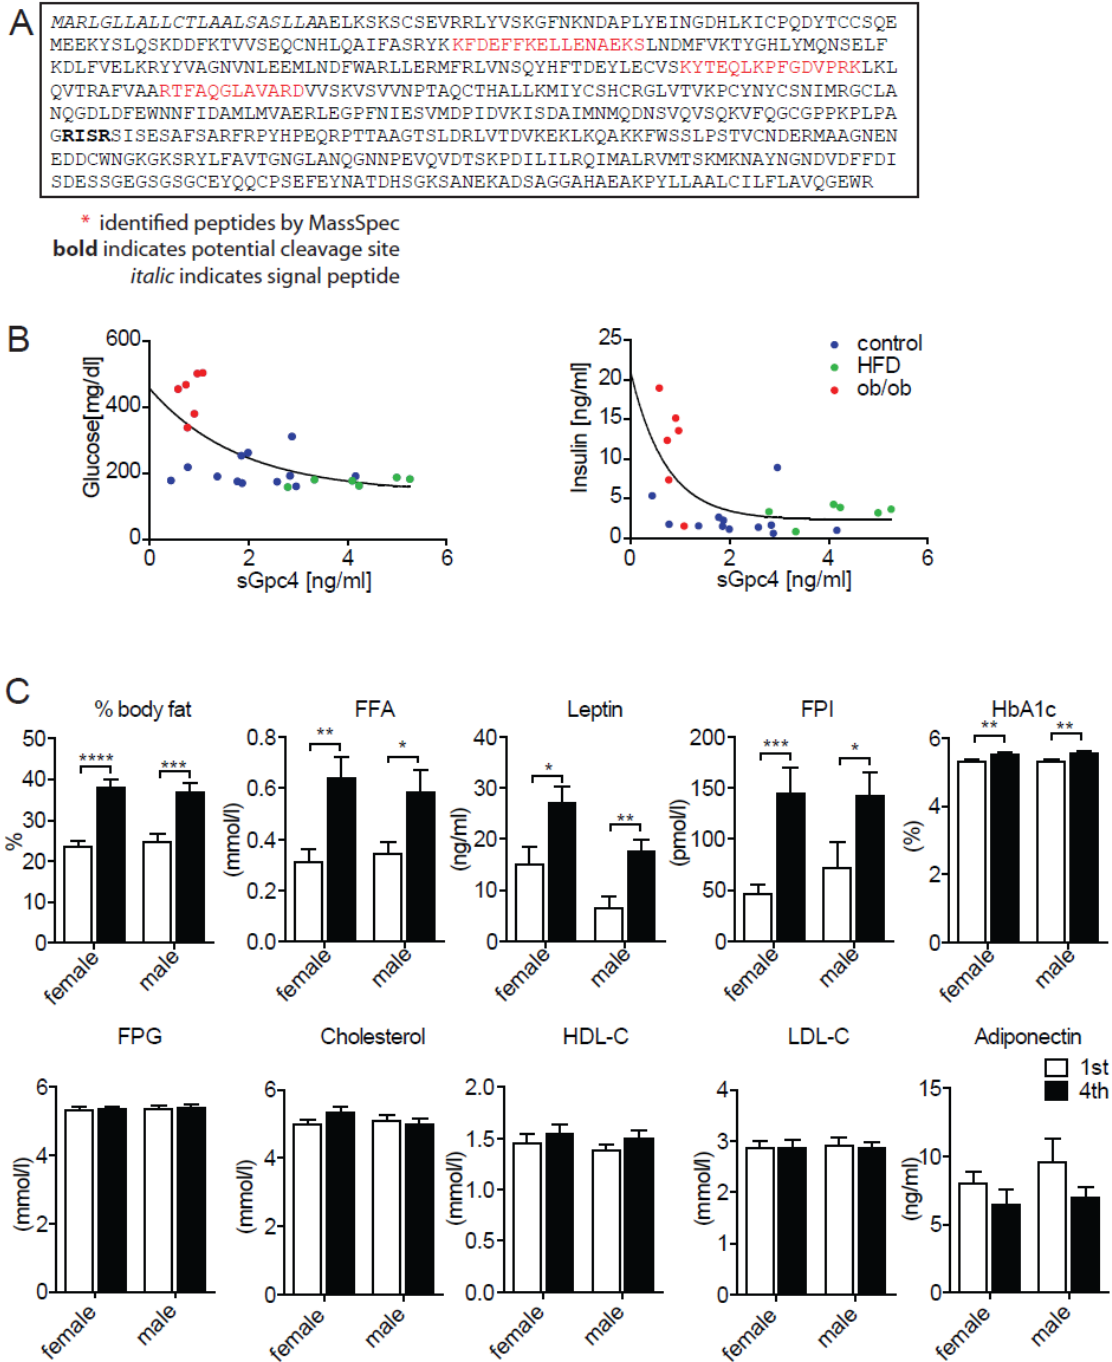 A
MARLGLLALLCTLAALSASLLAAELKSKSCSEVRRLYVSKGFNKNDAPLYEINGDHLKICPQDYTCCSQE
MEEKYSLQSKDDFKTVVSEQCNHLQAIFASRYKKFDEFFKELLENAEKSLNDMFVKTYGHLYMQNSELF
KDLFVELKRYYVAGNVNLEEMLNDFWARLLERMFRLVNSQYHFTDEYLECVSKYTEQLKPFGDVPRKLKL
QVTRAFVAARTFAQGLAVARDVVSKVSVVNPTAQCTHALLKMIYCSHCRGLVTVKPCYNYCSNIMRGCLA
NQGDLDFEWNNFIDAMLMVAERLEGPFNIESVMDPIDVKISDAIMNMQDNSVQVSQKVFQGCGPPKPLPA
GRISRSISESAFSARFRPYHPEQRPTTAAGTSLDRLVTDVKEKLKQAKKFWSSLPSTVCNDERMAAGNEN
EDDCWNGKGKSRYLFAVTGNGLANQGNNPEVQVDTSKPDILILRQIMALRVMTSKMKNAYNGNDVDFFDI
SDESSGEGSGSGCEYQQCPSEFEYNATDHSGKSANEKADSAGGAHAEAKPYLLAALCILFLAVQGEWR
* identified peptides by MassSpec
bold indicates potential cleavage site
italic indicates signal peptide
B
600
400
200
0
Glucose[mg/dl]
0 2 4 6
sGpc4 [ng/ml]
25
20
15
10
5
0
Insulin [ng/ml]
0 2 4 6
sGpc4 [ng/ml]
control
HFD
ob/ob
C
% body fat
50
40
30
20
10
0
%
**** ***
female male
FFA
0.8
0.6
0.4
0.2
0.0
(mmol/l)
** *
female male
Leptin
40
30
20
10
0
(ng/ml)
* **
female male
FPI
200
150
100
50
0
(pmol/l)
*** *
female male
HbA1c
6
4
2
0
(%)
** **
female male
FPG
6
4
2
0
(mmol/l)
female male
Cholesterol
6
4
2
0
(mmol/l)
female male
HDL-C
2.0
1.5
1.0
0.5
0.0
(mmol/l)
female male
LDL-C
4
3
2
1
0
(mmol/l)
female male
Adiponectin
1st
4th
15
10
5
0
(ng/ml)
female male